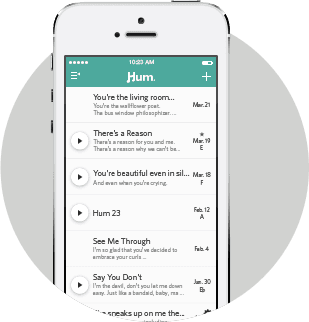 10:23 AM
Hum.
You're the living room...
You're the wallflower poet.
The bus window philosophizer....
Mar. 21
There's a Reason
There's a reason for you and me.
There's a reason why we can't be...
Mar. 19
E
You're beautiful even in sil...
And even when you're crying.
Mar. 18
F
Hum 23
Feb. 12
A
See Me Through
I'm so glad that you've decided to
embrace your curls ...
Feb. 4
Say You Don't
I'm the devil, don't you let me down
easy. Just like a bandaid, baby, me ...
Jan. 30
sneaks up on me the...